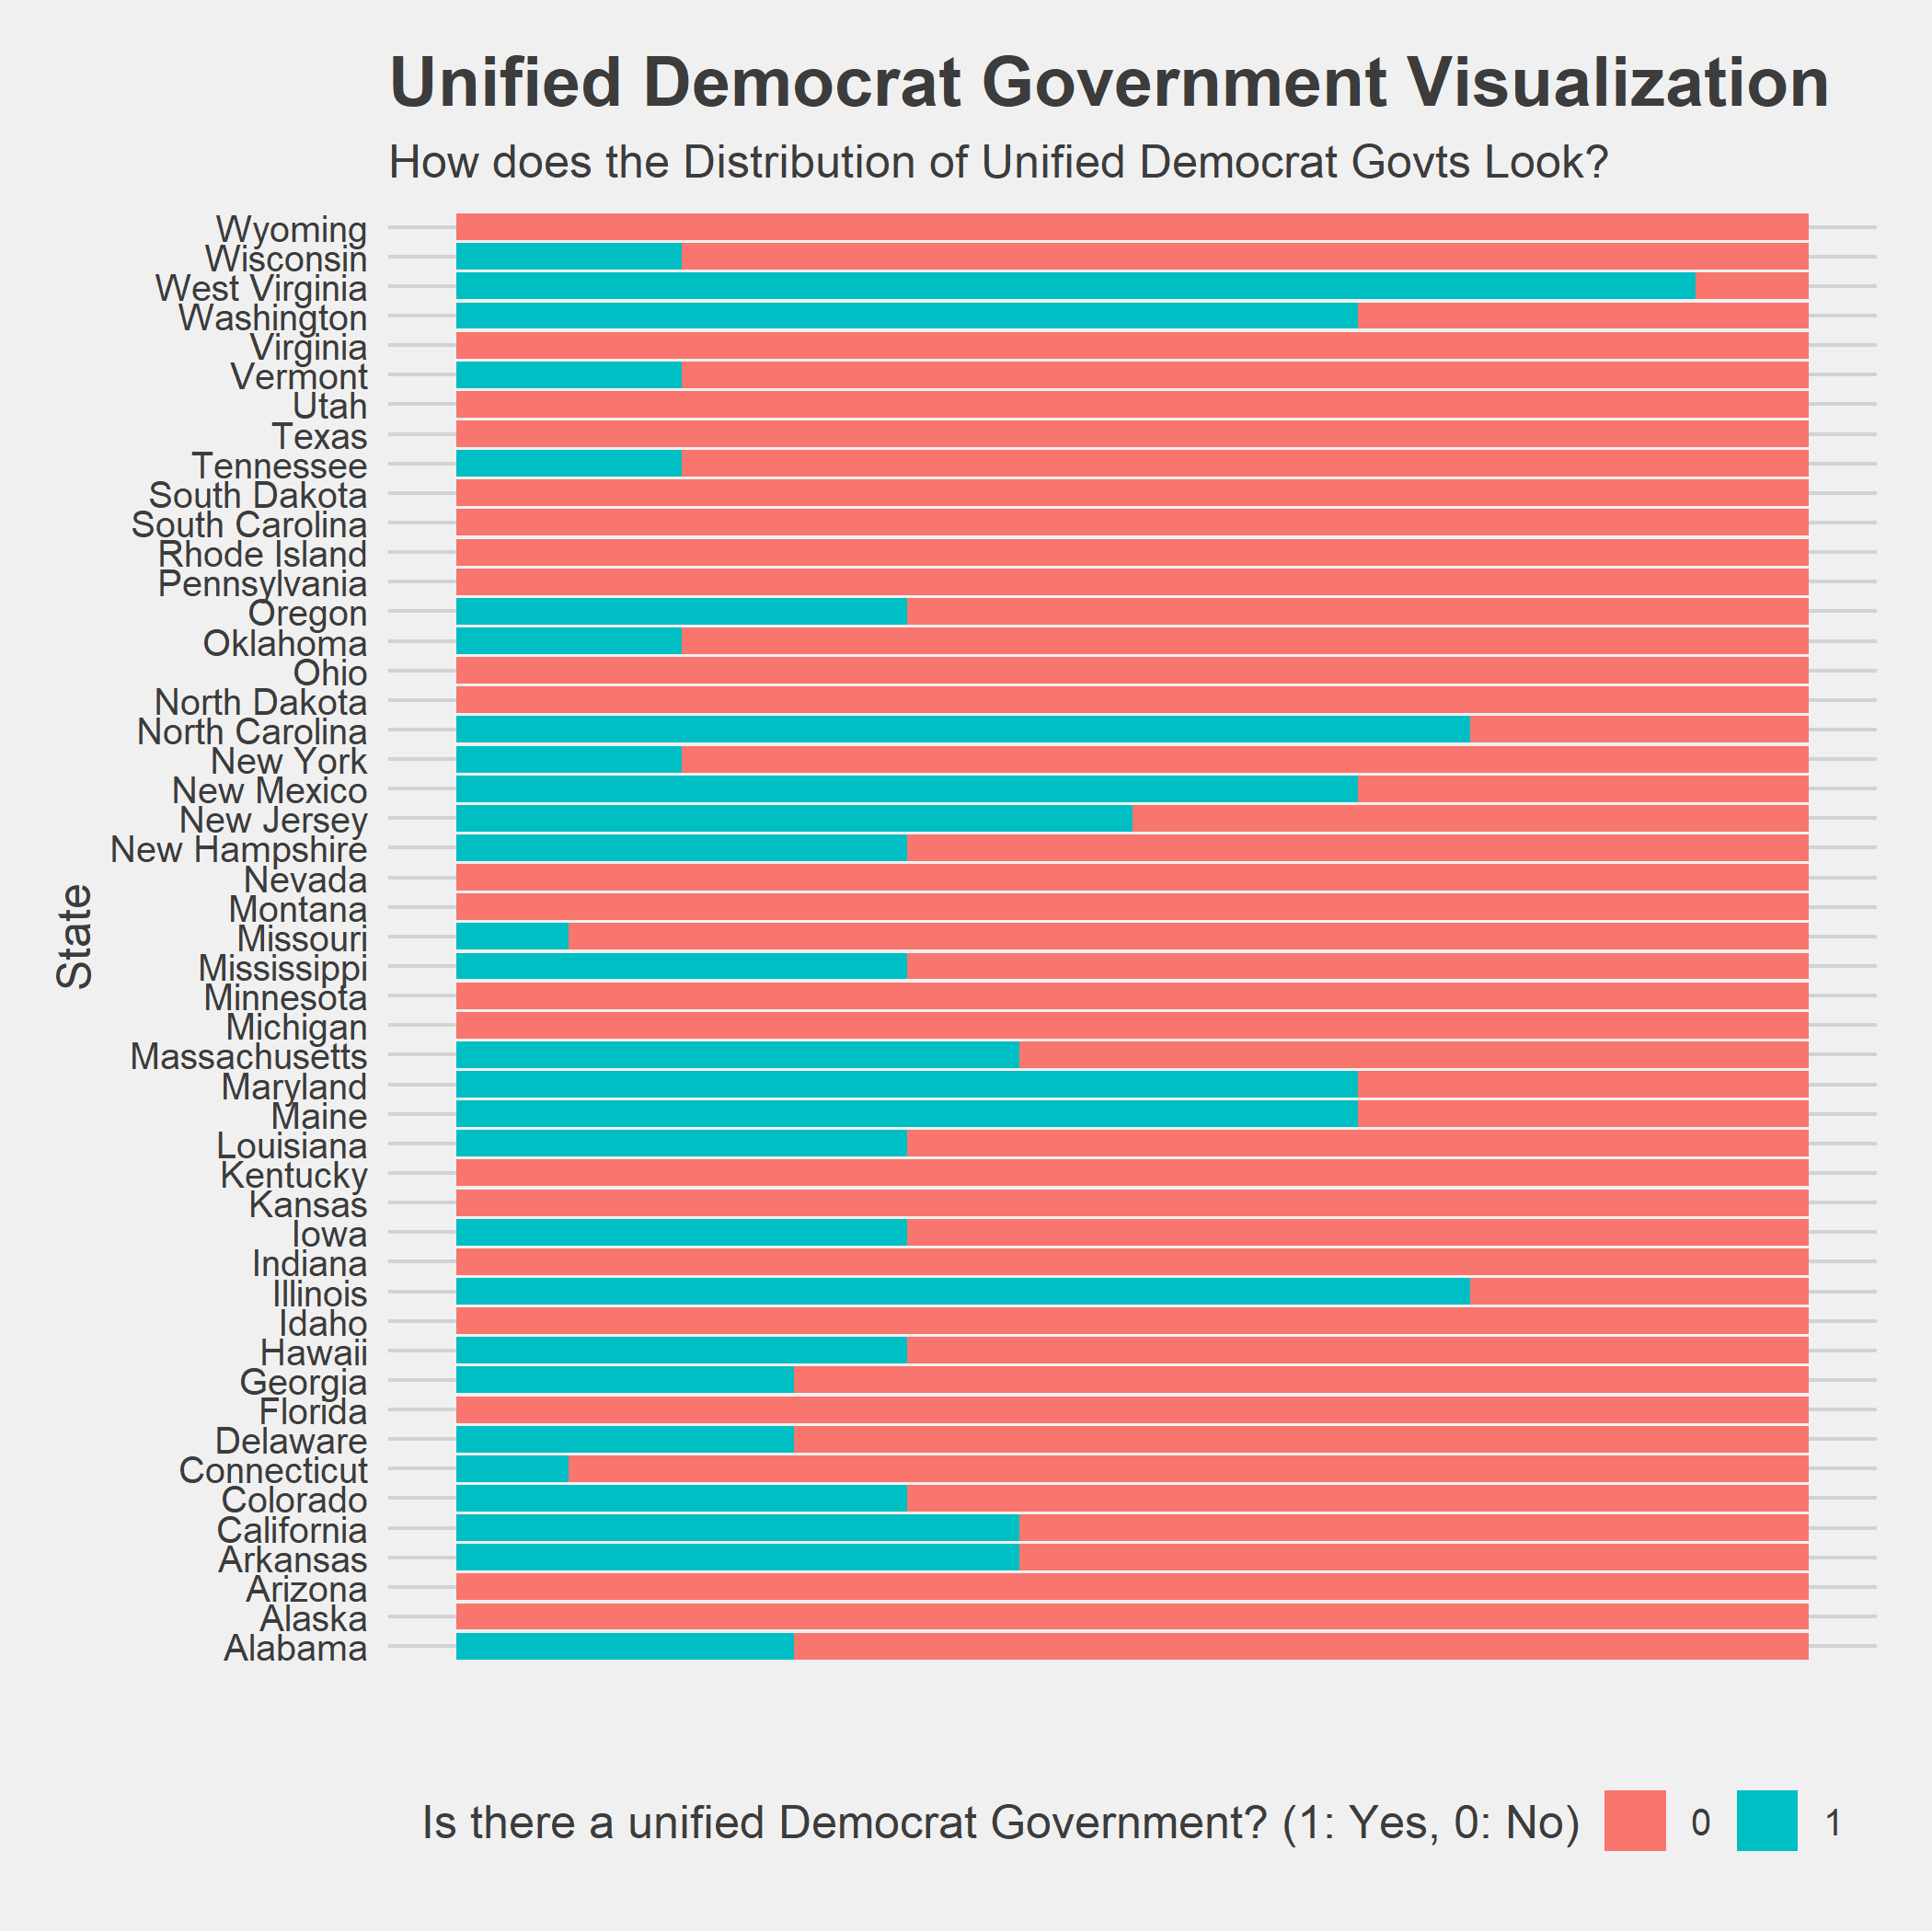 Unified Democrat Government Visualization
How does the Distribution of Unified Democrat Govts Look?
Wyoming
Wisconsin
West Virginia
Washington
Virginia
Vermont
Utah
Texas
Tennessee
South Dakota
South Carolina
Rhode Island
Pennsylvania
Oregon
Oklahoma
Ohio
North Dakota
North Carolina
New York
New Mexico
New Jersey
New Hampshire
Nevada
Montana
Missouri
Mississippi
Minnesota
Michigan
Massachusetts
Maryland
Maine
Louisiana
Kentucky
Kansas
Iowa
Indiana
Illinois
Idaho
Hawaii
Georgia
Florida
Delaware
Connecticut
Colorado
California
Arkansas
Arizona
Alaska
Alabama
State
Is there a unified Democrat Government? (1: Yes, 0: No) 0 1